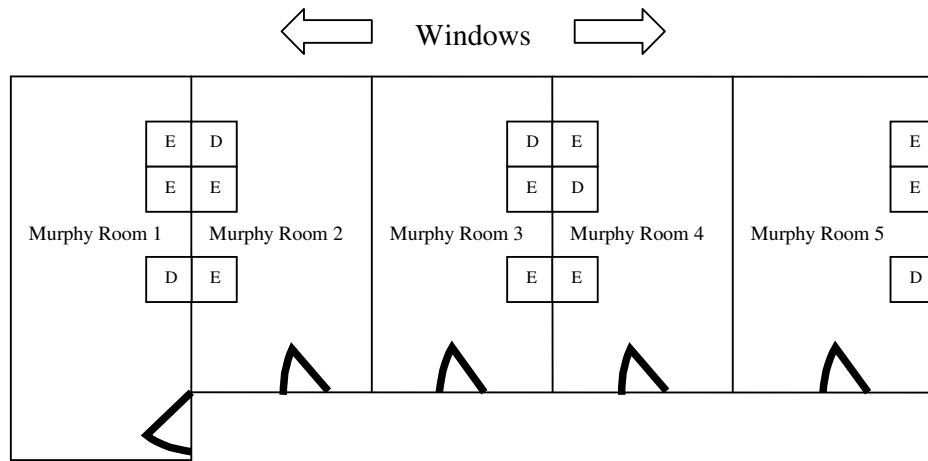 Windows
E D D E E
E E E D E
Murphy Room 1 Murphy Room 2 Murphy Room 3 Murphy Room 4 Murphy Room 5
D E E E D